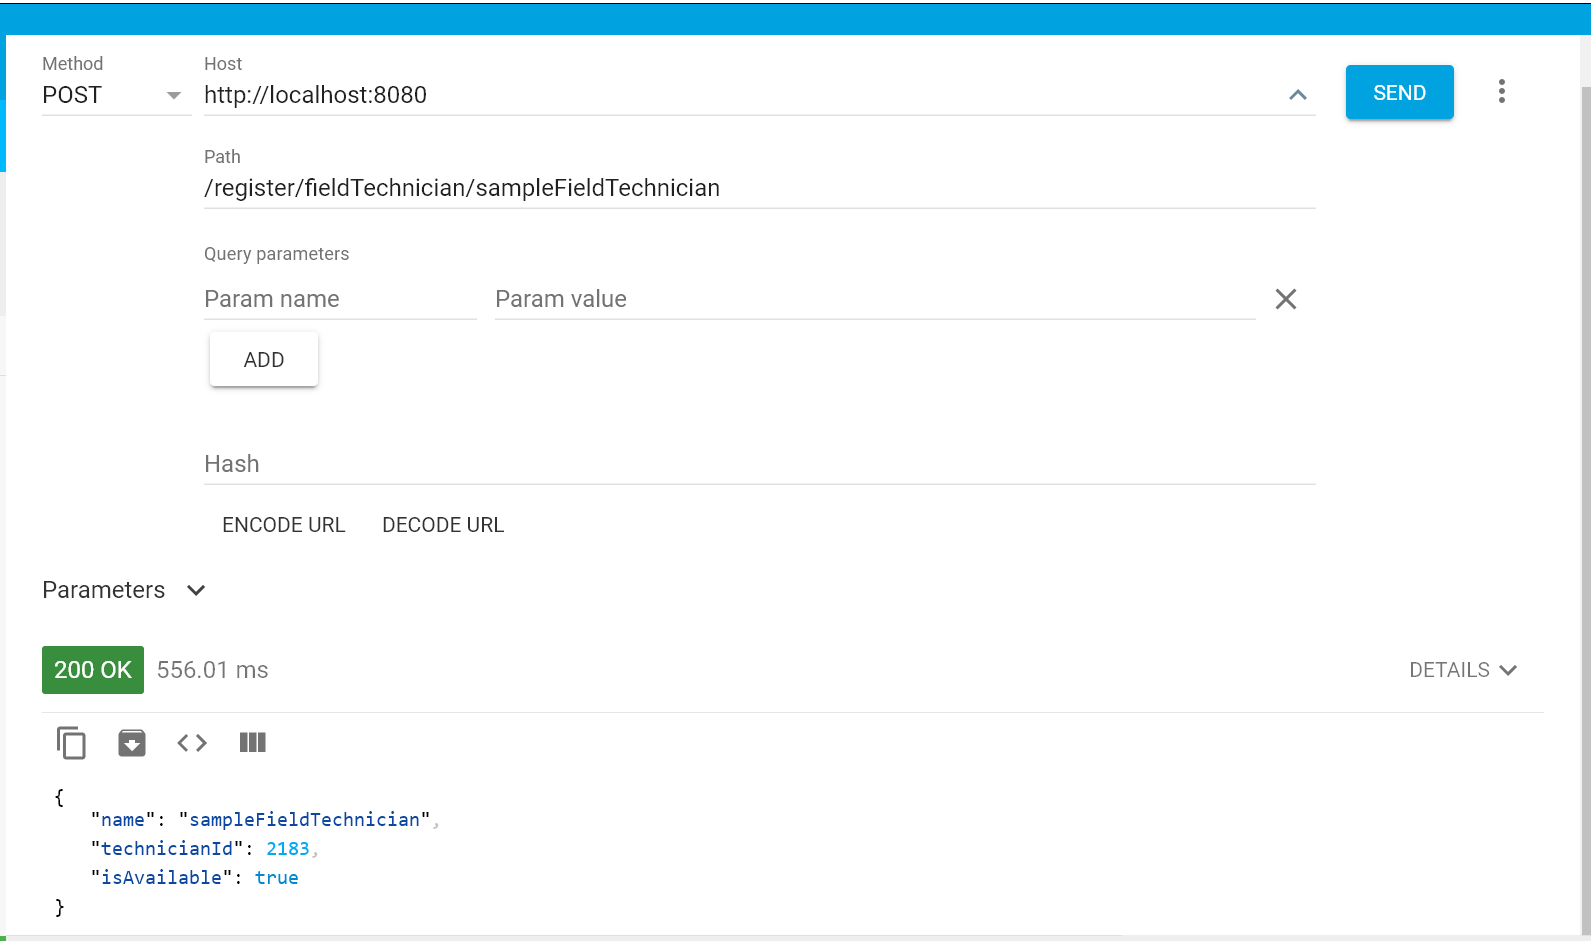 Method
Host
POST
http://localhost:8080
SEND
Path
/register/fieldTechnician/sampleFieldTechnician
Query parameters
Param name
Param value
ADD
Hash
ENCODE URL
DECODE URL
Parameters
200 OK
556.01 ms
DETAILS
{
"name": "sampleFieldTechnician",
"technicianId": 2183,
"isAvailable": true
}